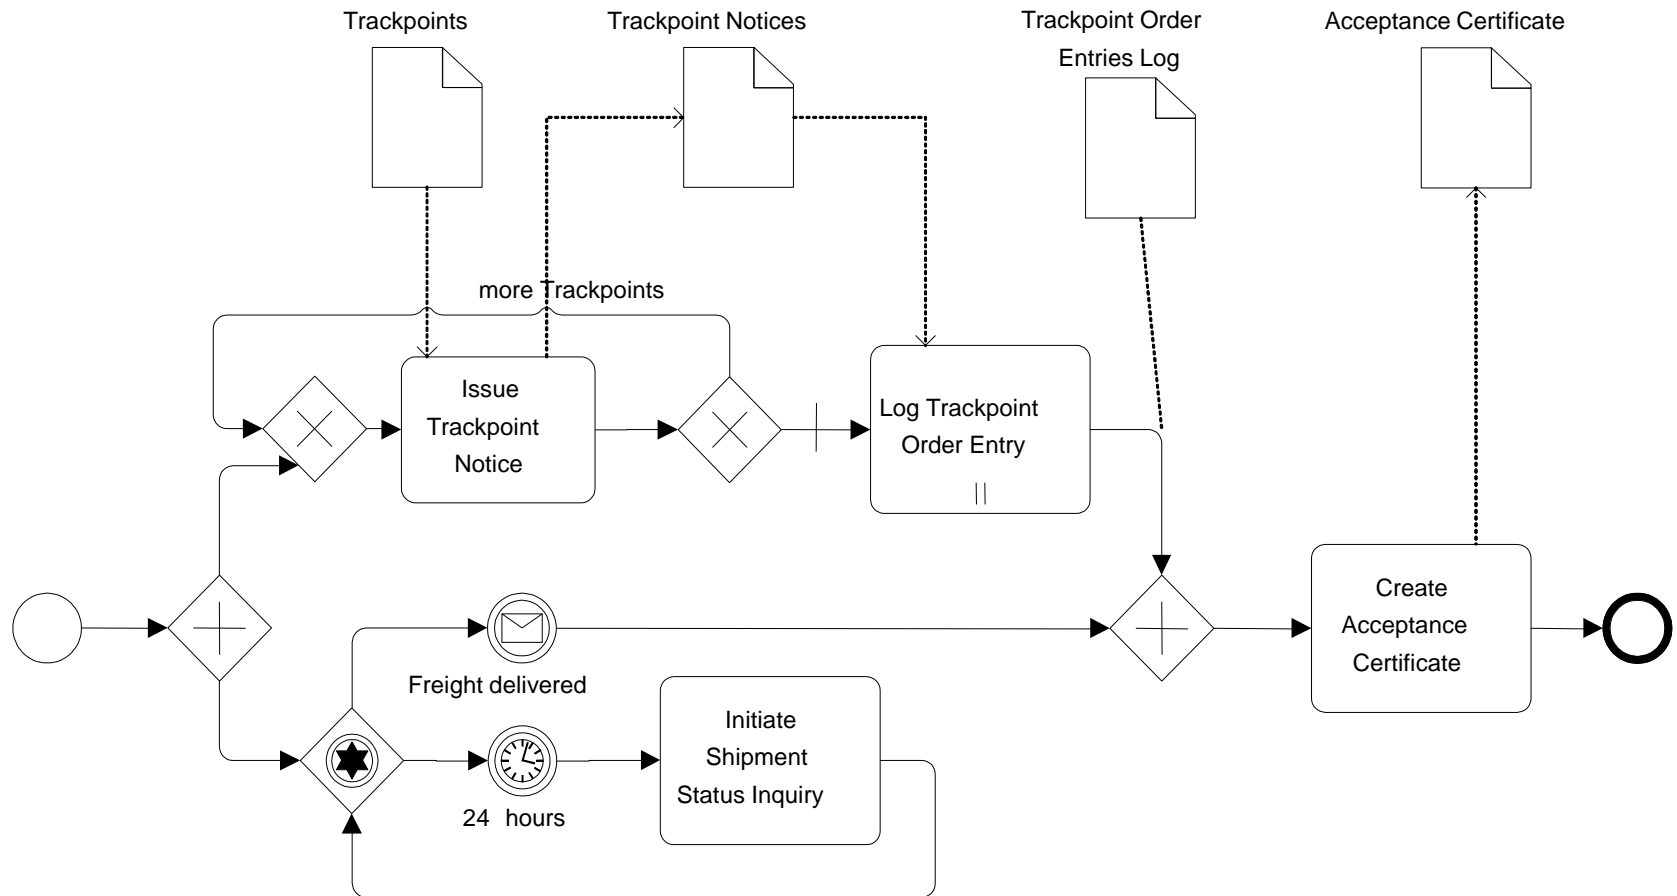 Trackpoints
Trackpoint Notices
Trackpoint Order
Entries Log
Acceptance Certificate
more Trackpoints
Issue
Trackpoint
Notice
Log Trackpoint
Order Entry
Freight delivered
24 hours
Initiate
Shipment
Status Inquiry
Create
Acceptance
Certificate